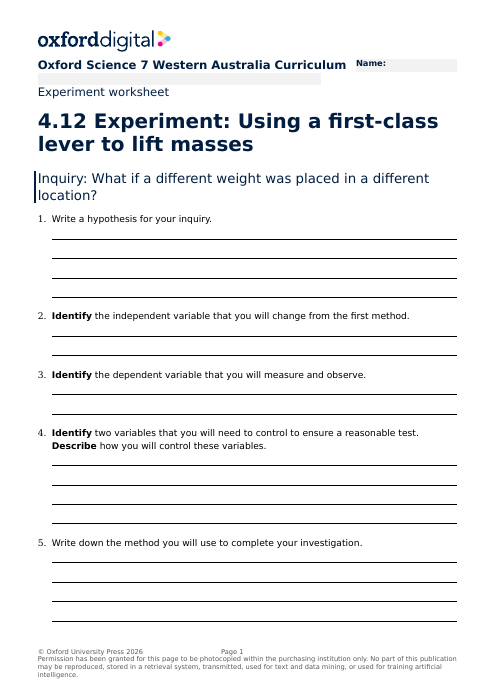 oxforddigital
Oxford Science 7 Western Australia Curriculum Name:
Experiment worksheet
4.12 Experiment: Using a first-class
lever to lift masses
Inquiry: What if a different weight was placed in a different
location?
1. Write a hypothesis for your inquiry.
2. Identify the independent variable that you will change from the first method.
3. Identify the dependent variable that you will measure and observe.
4. Identify two variables that you will need to control to ensure a reasonable test.
Describe how you will control these variables.
5. Write down the method you will use to complete your investigation.
© Oxford University Press 2026 Page 1
Permission has been granted for this page to be photocopied within the purchasing institution only. No part of this publication
may be reproduced, stored in a retrieval system, transmitted, used for text and data mining, or used for training artificial
intelligence.